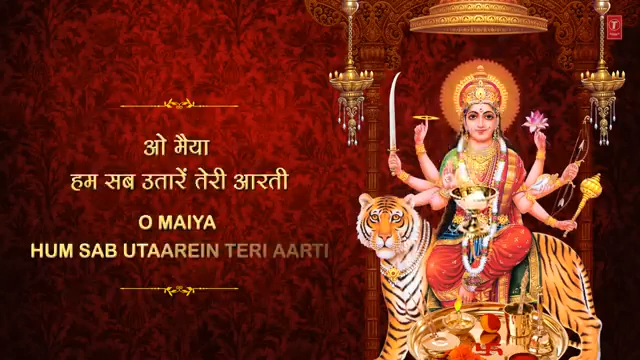 ओ मैया
हम सब उतारें तेरी आरती
O MAIYA
HUM SAB UTAAREIN TERI AARTI
T